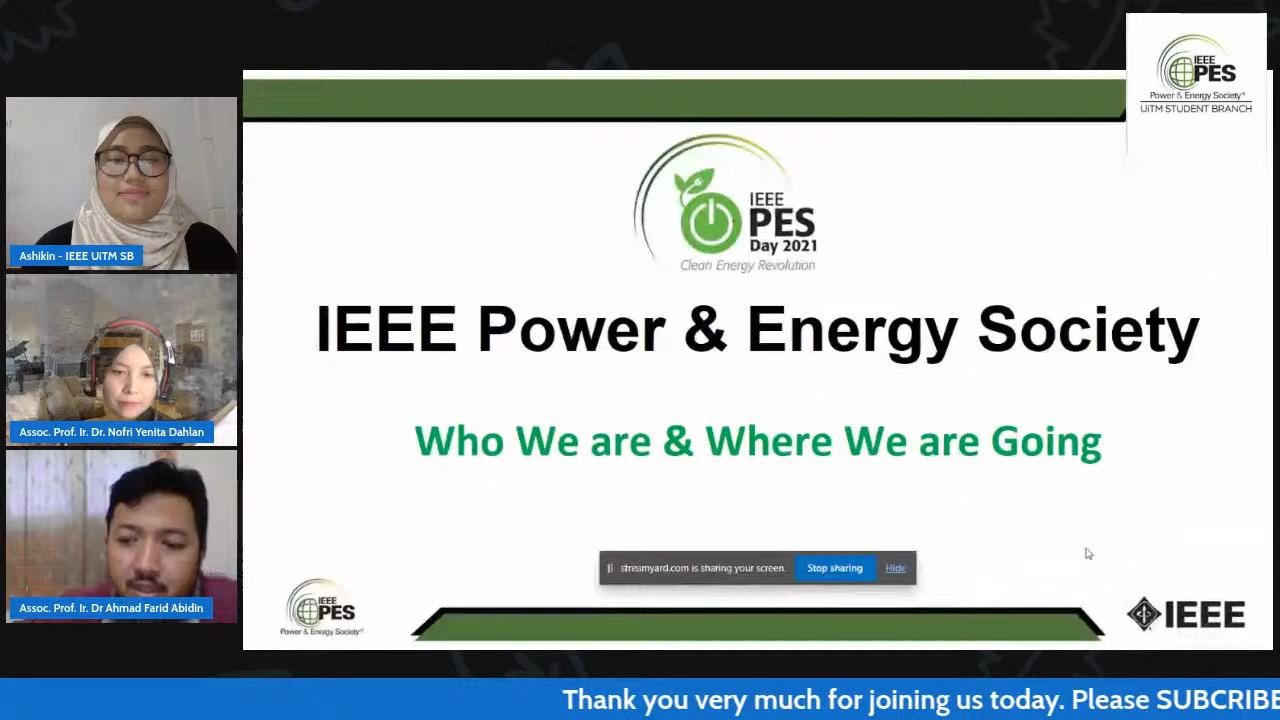 IEEE
PES
Power & Energy Society®
UiTM STUDENT BRANCH
Ashikin - IEEE UiTM SB
Assoc. Prof. Ir. Dr. Nofri Yenita Dahlan
Assoc. Prof. Ir. Dr Ahmad Farid Abidin
IEEE
PES
Day 2021
Clean Energy Revolution
IEEE Power & Energy Society
Who We are & Where We are Going
streamyard.com is sharing your screen.
Stop sharing
Hide
IEEE
PES
Power & Energy Society®
IEEE
Thank you very much for joining us today. Please SUBCRIBE